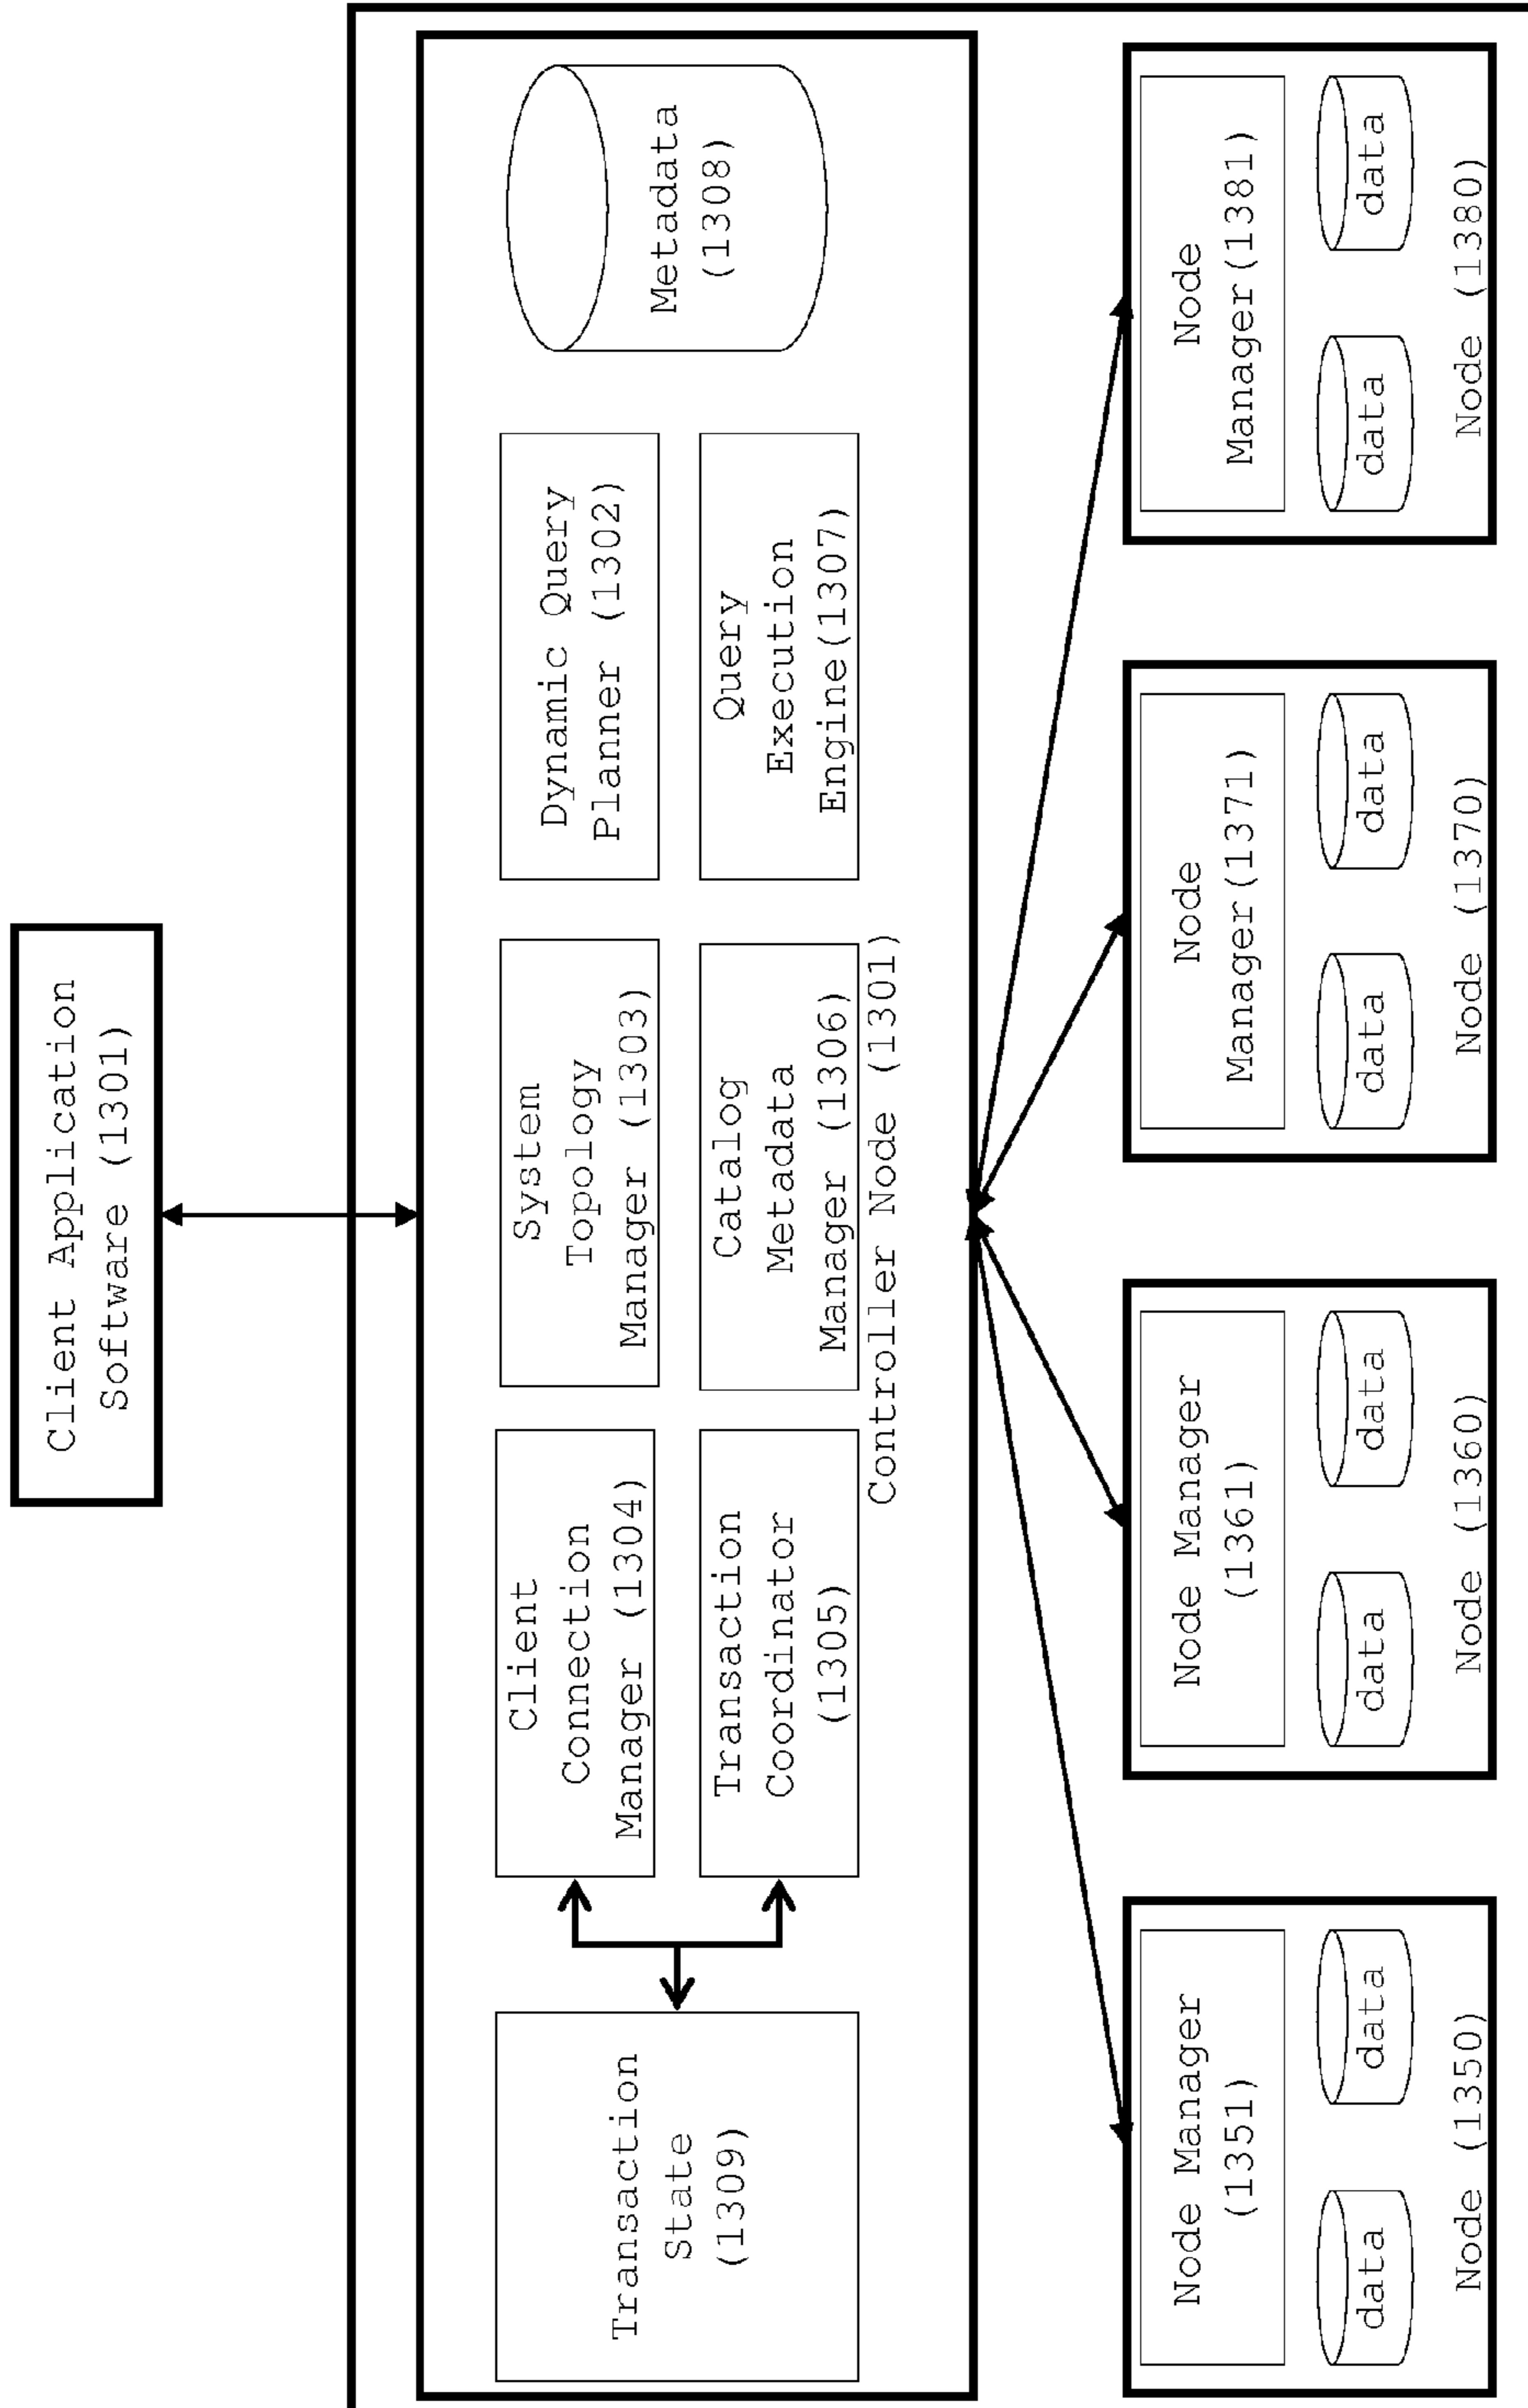 Client Application
Software (1301)
Transaction
State
(1309)
Client
Connection
Manager (1304)
Transaction
Coordinator
(1305)
System
Topology
Manager (1303)
Catalog
Metadata
Manager (1306)
Dynamic Query
Planner (1302)
Query
Execution
Engine(1307)
Metadata
(1308)
Controller Node (1301)
Node Manager
(1351)
data
data
Node (1350)
Node Manager
(1361)
data
data
Node (1360)
Node
Manager(1371)
data
data
Node (1370)
Node
Manager(1381)
data
data
Node (1380)